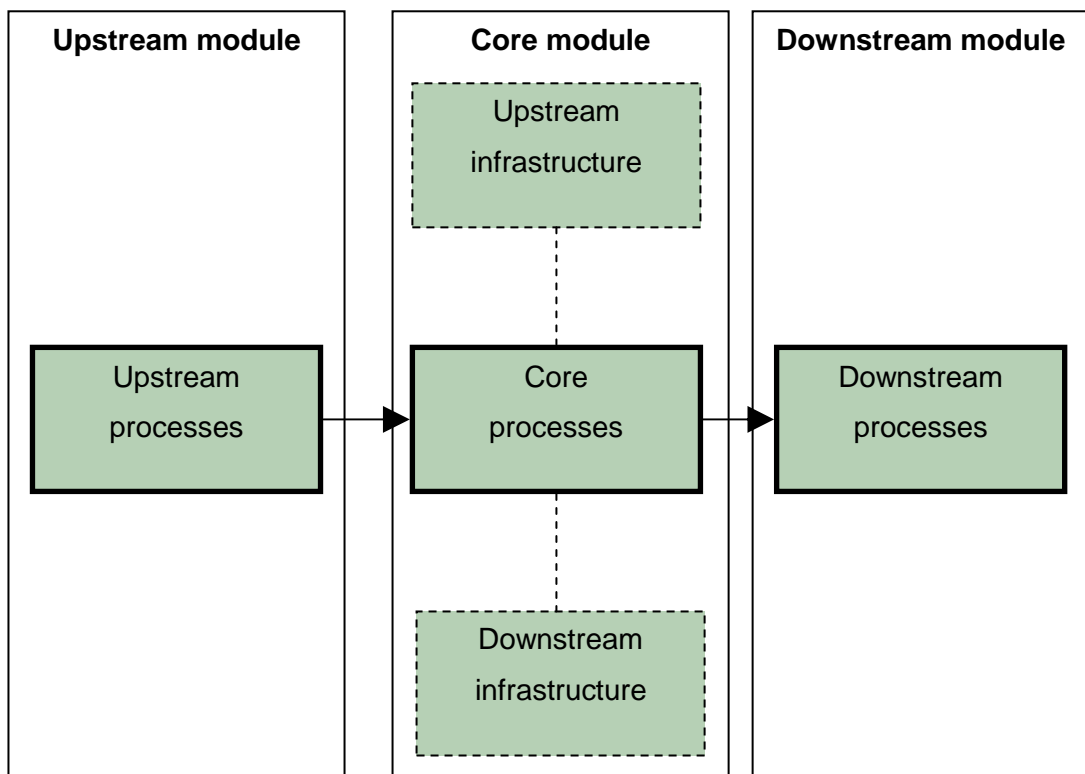 Upstream module
Core module
Downstream module
Upstream
infrastructure
Upstream
processes
Core
processes
Downstream
processes
Downstream
infrastructure